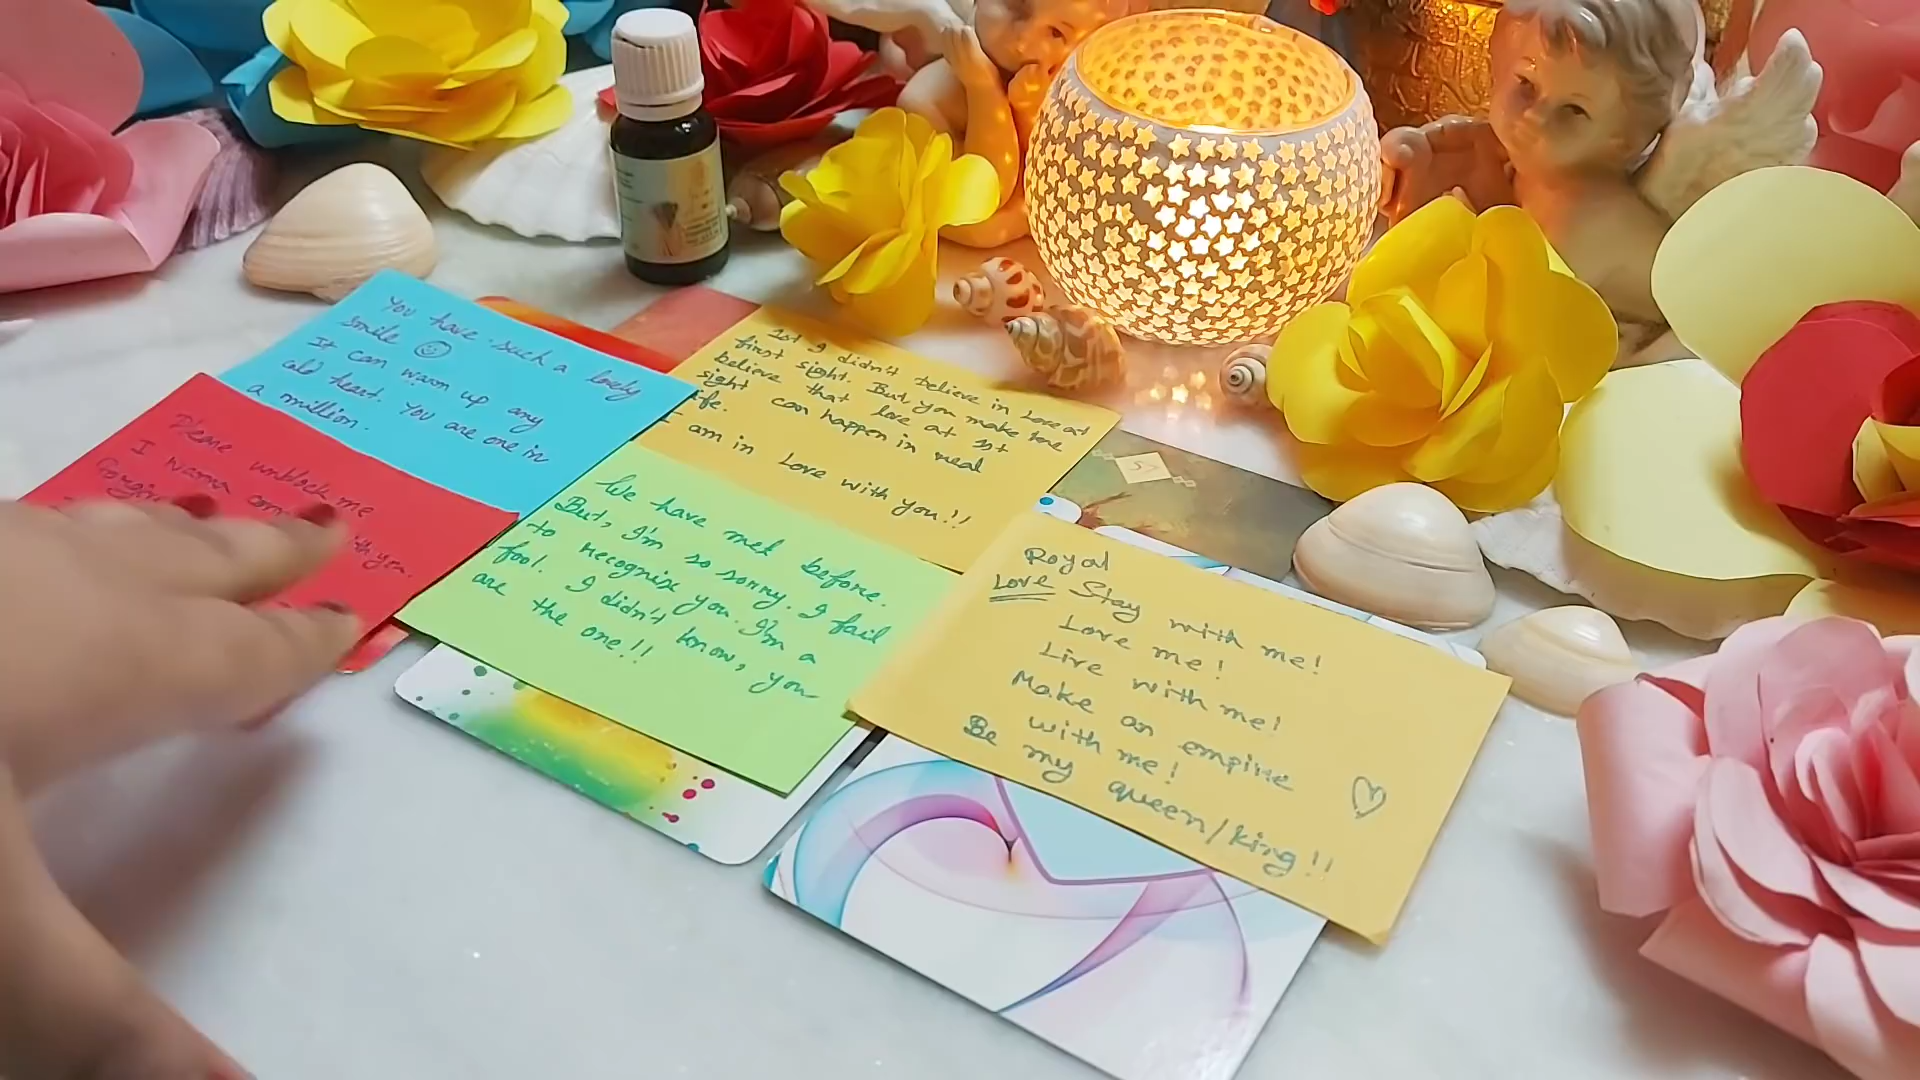 You have such a lovely
smile
It can warm up any
old heart. You are one in
a million.
1st I didn't believe in Love at
first sight. But, you make me
believe that love at 1st
sight can happen in real
life.
I am in Love with you!!
Please unblock me
I wanna
with you.
We have met before.
But, I'm so sorry. I fail
to recognise you. I'm a
fool. I didn't know, you
are the one!!
Royal
Love
Stay with me!
Love me!
Live with me!
Make an empire
with me!
Be my queen/king!!